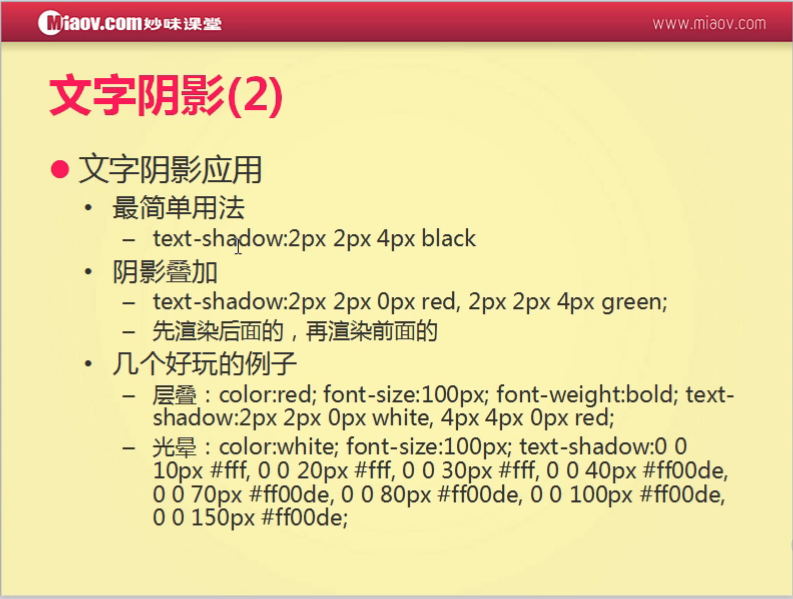 Miaov.com妙味课堂
www.miaov.com
文字阴影(2)
文字阴影应用
• 最简单用法
– text-shadow:2px 2px 4px black
• 阴影叠加
– text-shadow:2px 2px 0px red, 2px 2px 4px green;
– 先渲染后面的，再渲染前面的
• 几个好玩的例子
– 层叠：color:red; font-size:100px; font-weight:bold; text-
shadow:2px 2px 0px white, 4px 4px 0px red;
– 光晕：color:white; font-size:100px; text-shadow:0 0
10px #fff, 0 0 20px #fff, 0 0 30px #fff, 0 0 40px #ff00de,
0 0 70px #ff00de, 0 0 80px #ff00de, 0 0 100px #ff00de,
0 0 150px #ff00de;